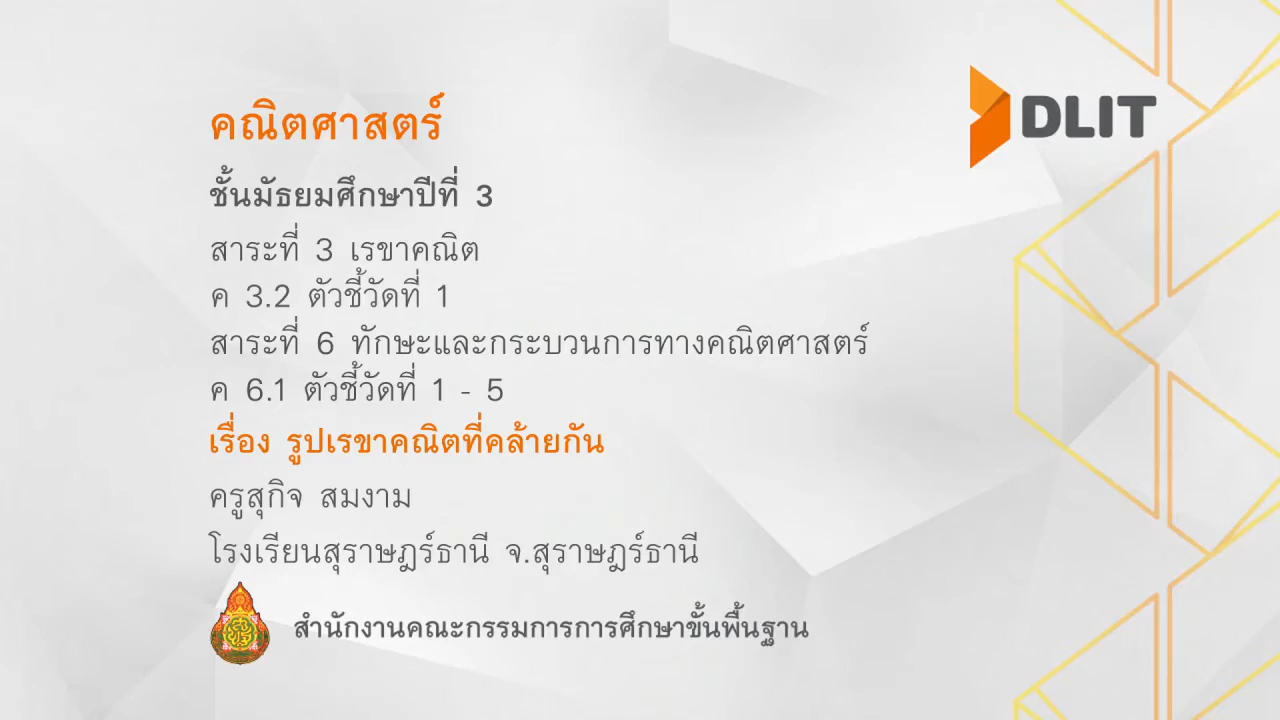 คณิตศาสตร์
DLIT
ชั้นมัธยมศึกษาปีที่ 3
สาระที่ 3 เรขาคณิต
ค 3.2 ตัวชี้วัดที่ 1
สาระที่ 6 ทักษะและกระบวนการทางคณิตศาสตร์
ค 6.1 ตัวชี้วัดที่ 1 - 5
เรื่อง รูปเรขาคณิตที่คล้ายกัน
ครูสุกิจ สมงาม
โรงเรียนสุราษฎร์ธานี จ.สุราษฎร์ธานี
สำนักงานคณะกรรมการการศึกษาขั้นพื้นฐาน